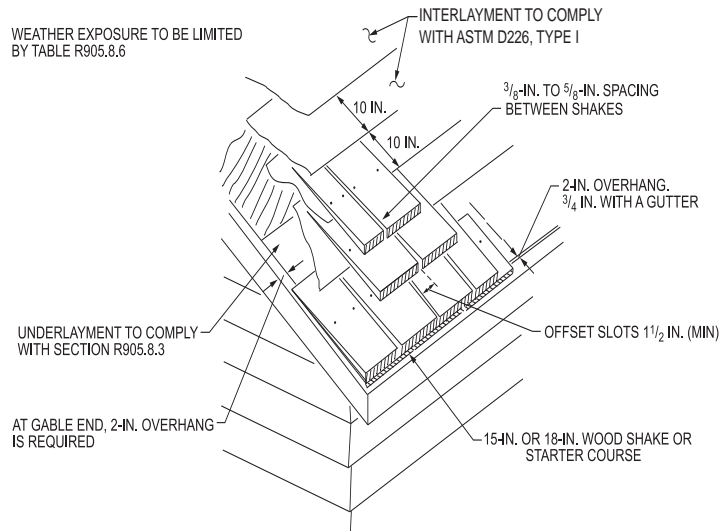 WEATHER EXPOSURE TO BE LIMITED
BY TABLE R905.8.6
INTERLAYMENT TO COMPLY
WITH ASTM D226, TYPE I
3/8-IN. TO 5/8-IN. SPACING
BETWEEN SHAKES
10 IN.
10 IN.
2-IN. OVERHANG.
3/4 IN. WITH A GUTTER
UNDERLAYMENT TO COMPLY
WITH SECTION R905.8.3
OFFSET SLOTS 1 1/2 IN. (MIN)
AT GABLE END, 2-IN. OVERHANG
IS REQUIRED
15-IN. OR 18-IN. WOOD SHAKE OR
STARTER COURSE